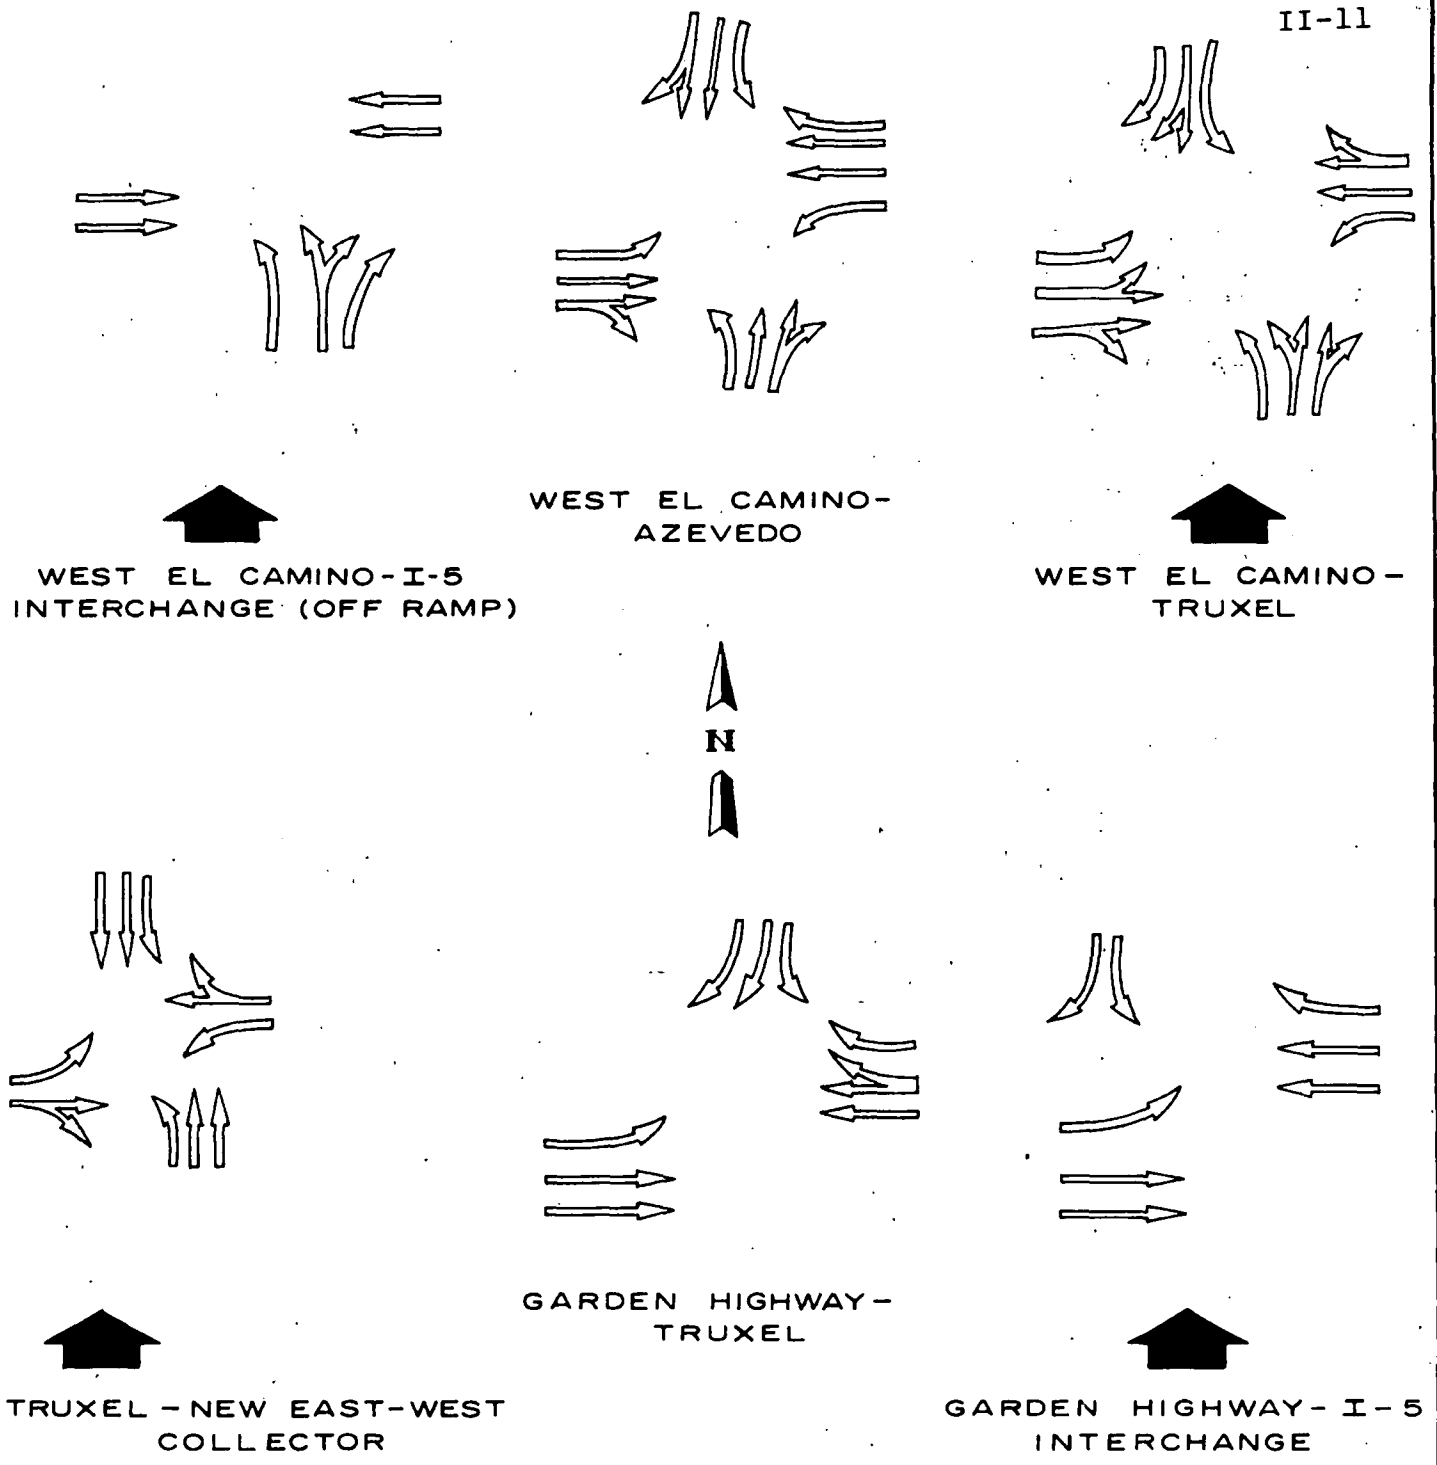 II-11
WEST EL CAMINO-I-5
INTERCHANGE (OFF RAMP)
WEST EL CAMINO-
AZEVEDO
WEST EL CAMINO-
TRUXEL
N
TRUXEL-NEW EAST-WEST
COLLECTOR
GARDEN HIGHWAY-
TRUXEL
GARDEN HIGHWAY-I-5
INTERCHANGE